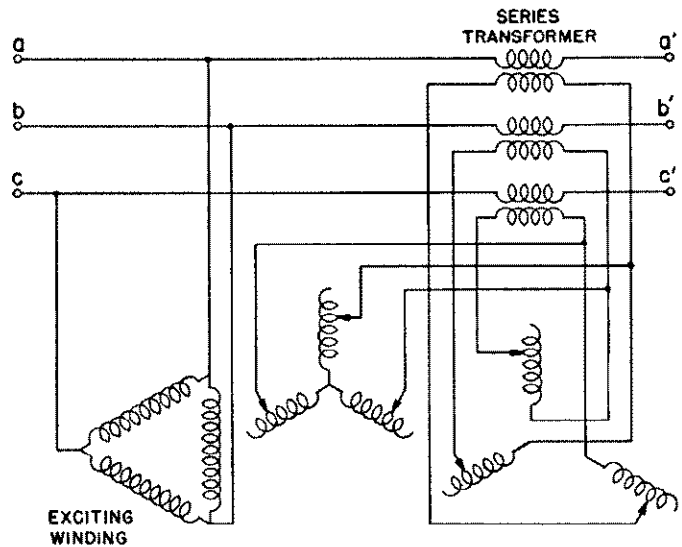 SERIES
TRANSFORMER
a
a'
b
b'
c
c'
EXCITING
WINDING